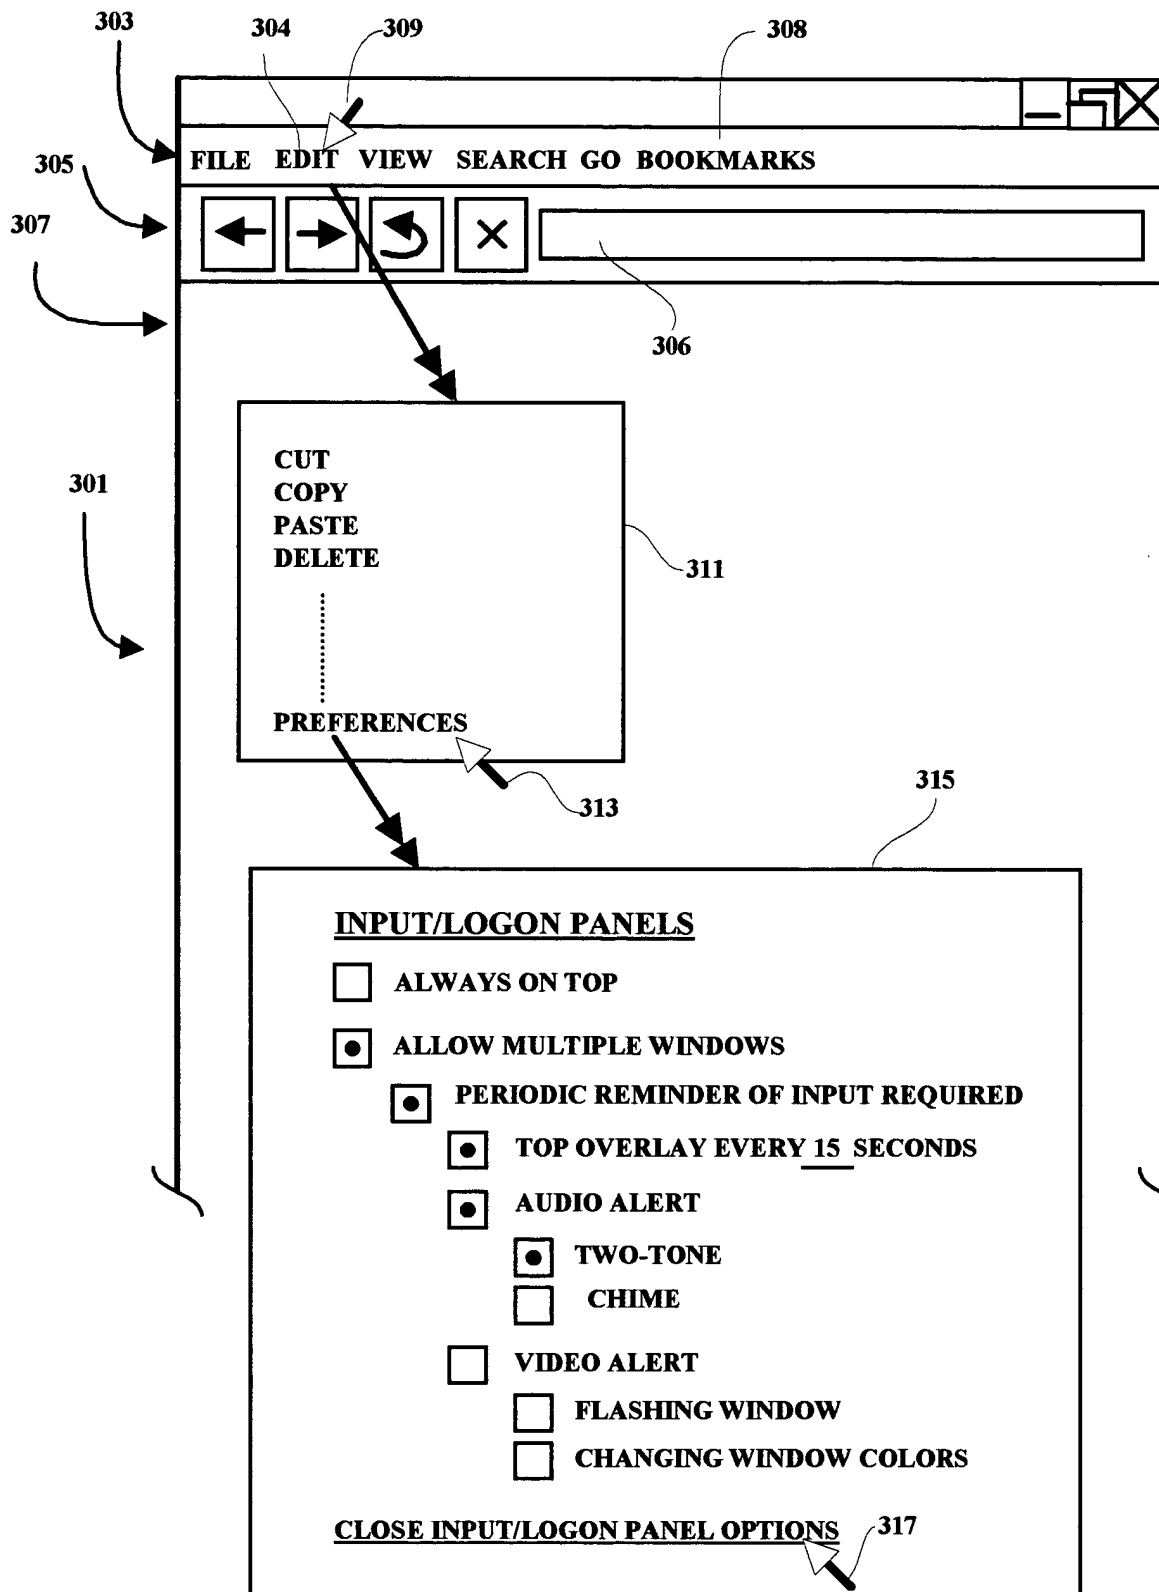 303
304
309
308
FILE EDIT VIEW SEARCH GO BOOKMARKS
305
307
306
301
CUT
COPY
PASTE
DELETE
311
PREFERENCES
313
315
INPUT/LOGON PANELS
ALWAYS ON TOP
ALLOW MULTIPLE WINDOWS
PERIODIC REMINDER OF INPUT REQUIRED
TOP OVERLAY EVERY 15 SECONDS
AUDIO ALERT
TWO-TONE
CHIME
VIDEO ALERT
FLASHING WINDOW
CHANGING WINDOW COLORS
CLOSE INPUT/LOGON PANEL OPTIONS
317